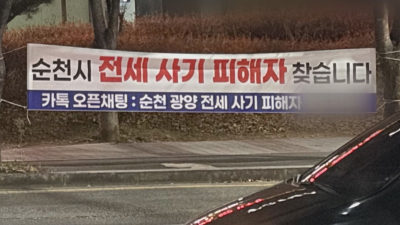 순천시 전세 사기 피해자 찾습니다
카톡 오픈채팅 : 순천 광양 전세 사기 피해자